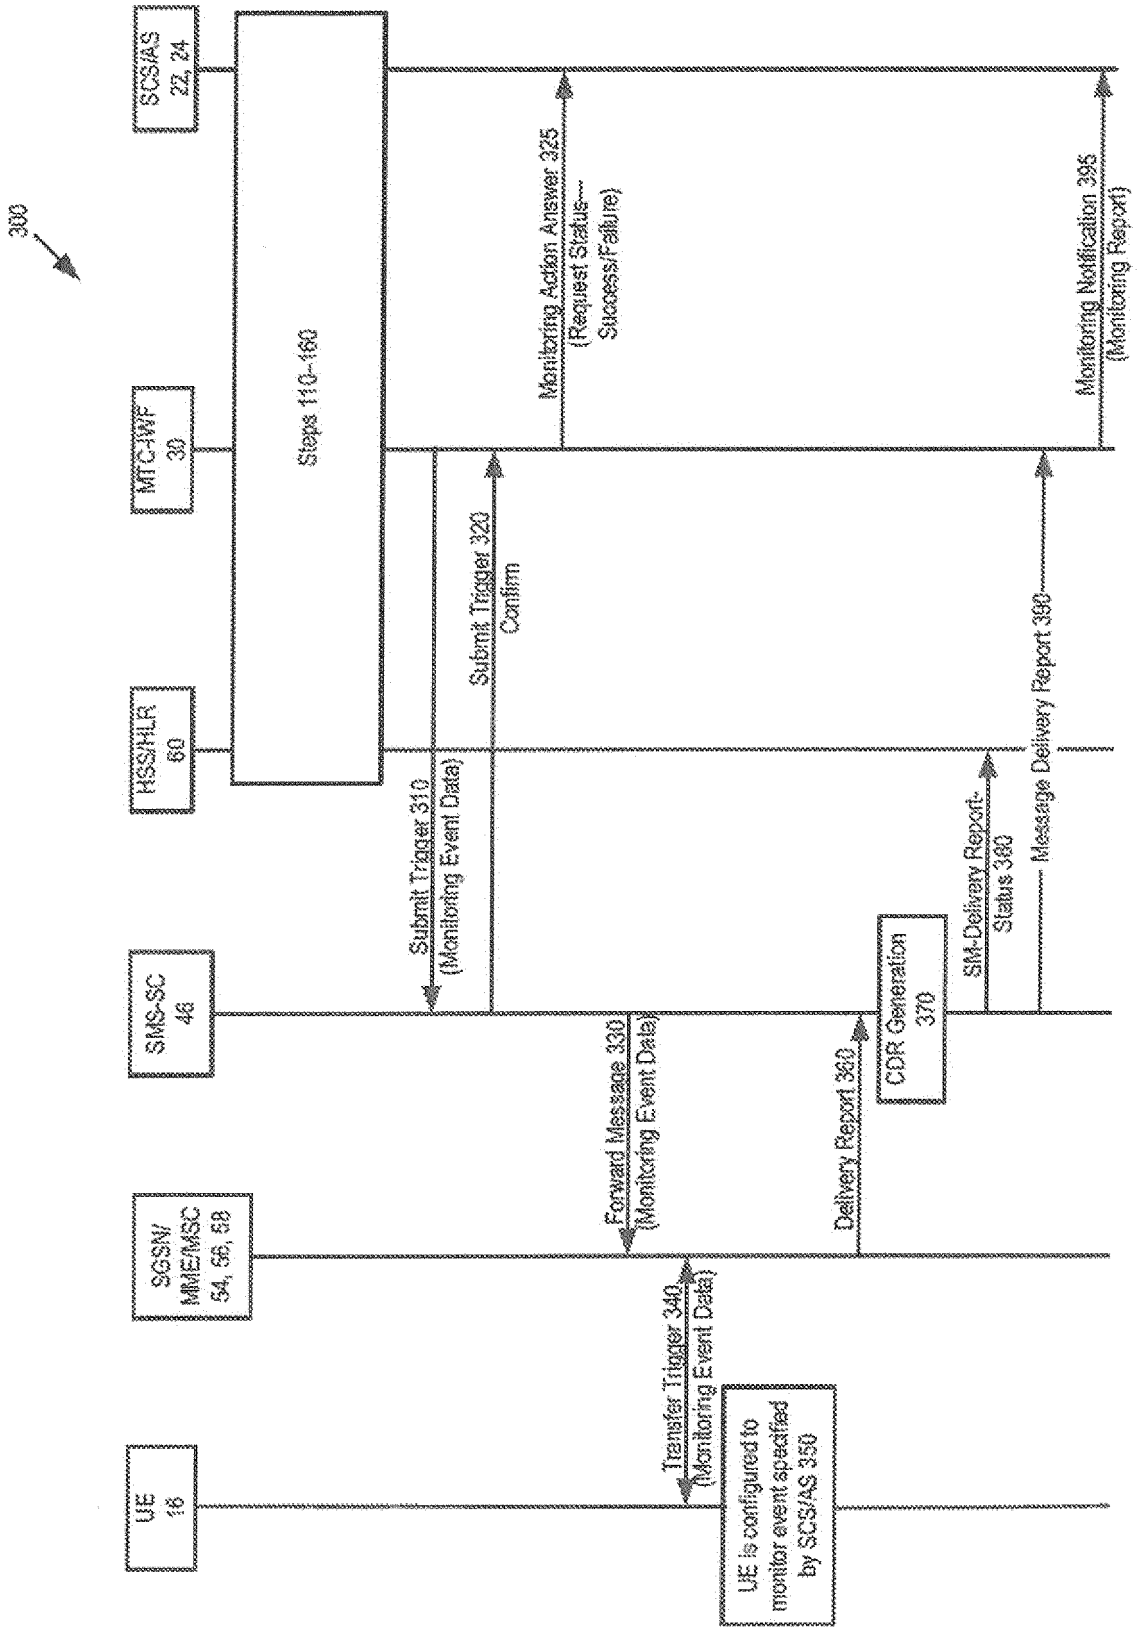 300
UE
16
SGSN/
MME/MSC
54, 56, 58
SMS-SC
46
HSS/HLR
60
MTC-IWF
30
SCS/AS
22, 24
Steps 110–160
Submit Trigger 310
(Monitoring Event Data)
Submit Trigger 320
Confirm
Monitoring Action Answer 325
(Request Status—
Success/Failure)
Forward Message 330
(Monitoring Event Data)
Transfer Trigger 340
(Monitoring Event Data)
UE is configured to
monitor event specified
by SCS/AS 350
Delivery Report 360
CDR Generation
370
SM-Delivery Report-
Status 380
Message Delivery Report 390
Monitoring Notification 395
(Monitoring Report)